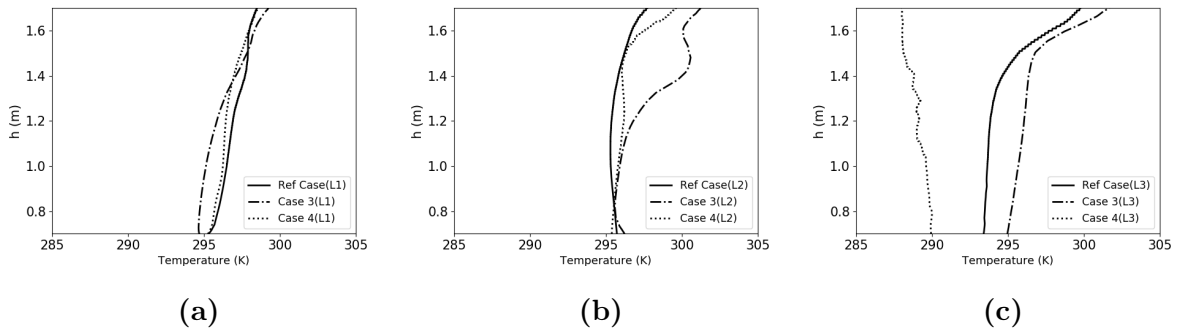 h (m)
1.6
1.4
1.2
1.0
0.8
285 290 295 300 305
Temperature (K)
Ref Case(L1)
Case 3(L1)
Case 4(L1)
(a)
h (m)
1.6
1.4
1.2
1.0
0.8
285 290 295 300 305
Temperature (K)
Ref Case(L2)
Case 3(L2)
Case 4(L2)
(b)
h (m)
1.6
1.4
1.2
1.0
0.8
285 290 295 300 305
Temperature (K)
Ref Case(L3)
Case 3(L3)
Case 4(L3)
(c)